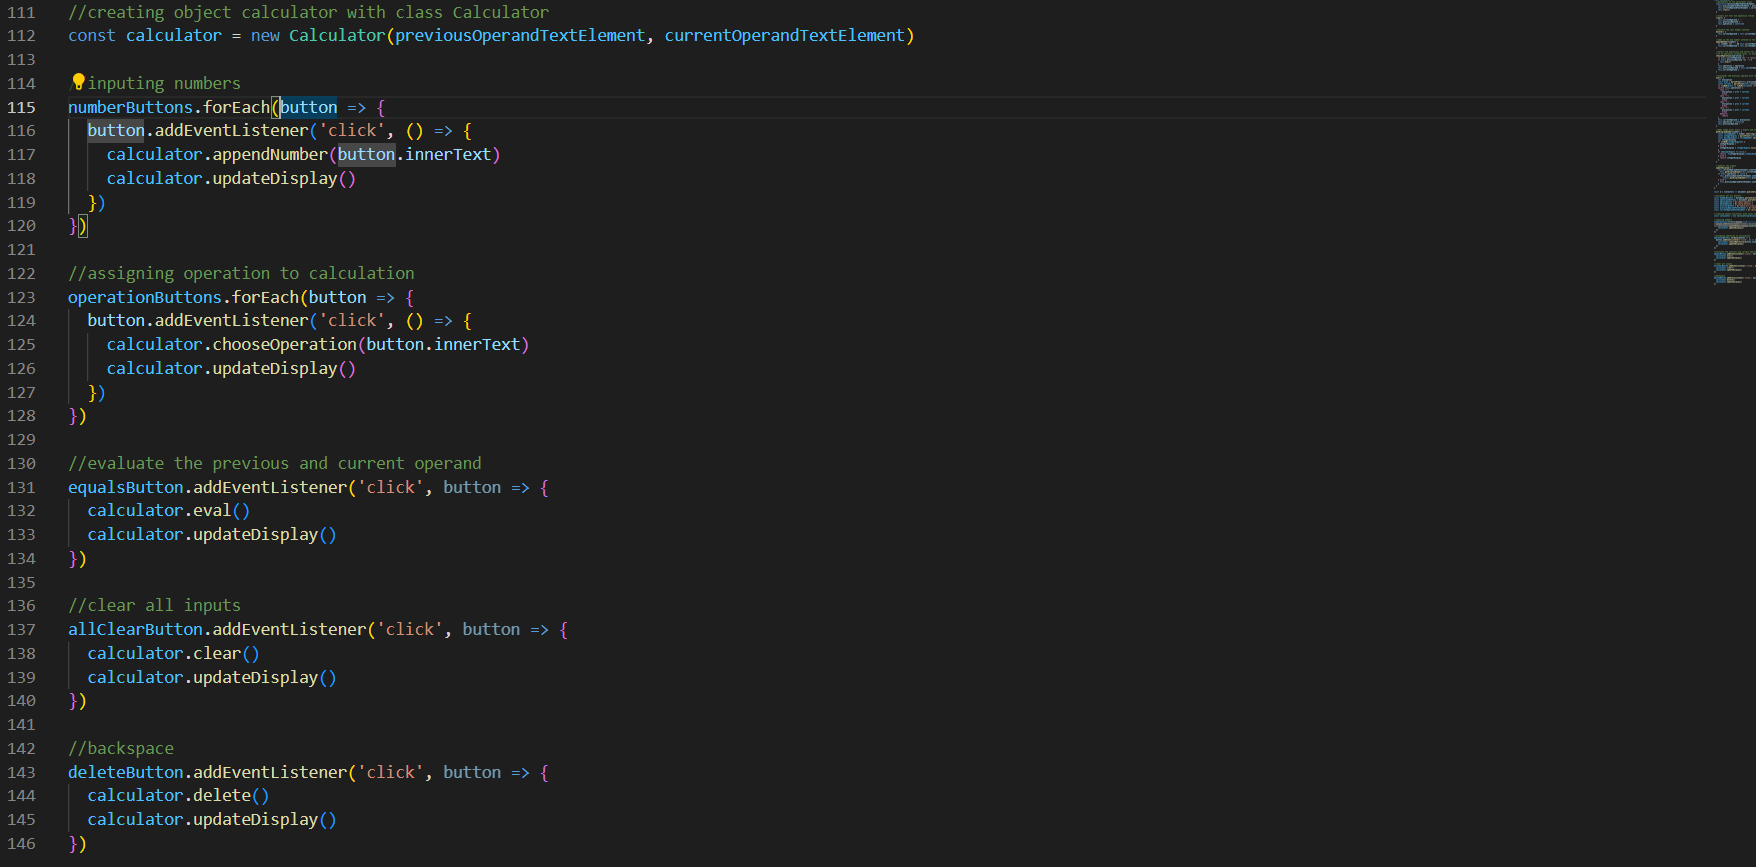 111 //creating object calculator with class Calculator
112 const calculator = new Calculator(previousOperandTextElement, currentOperandTextElement)
113
114 /inputing numbers
115 numberButtons.forEach(button => {
116   button.addEventListener('click', () => {
117     calculator.appendNumber(button.innerText)
118     calculator.updateDisplay()
119   })
120 })
121
122 //assigning operation to calculation
123 operationButtons.forEach(button => {
124   button.addEventListener('click', () => {
125     calculator.chooseOperation(button.innerText)
126     calculator.updateDisplay()
127   })
128 })
129
130 //evaluate the previous and current operand
131 equalsButton.addEventListener('click', button => {
132   calculator.eval()
133   calculator.updateDisplay()
134 })
135
136 //clear all inputs
137 allClearButton.addEventListener('click', button => {
138   calculator.clear()
139   calculator.updateDisplay()
140 })
141
142 //backspace
143 deleteButton.addEventListener('click', button => {
144   calculator.delete()
145   calculator.updateDisplay()
146 })